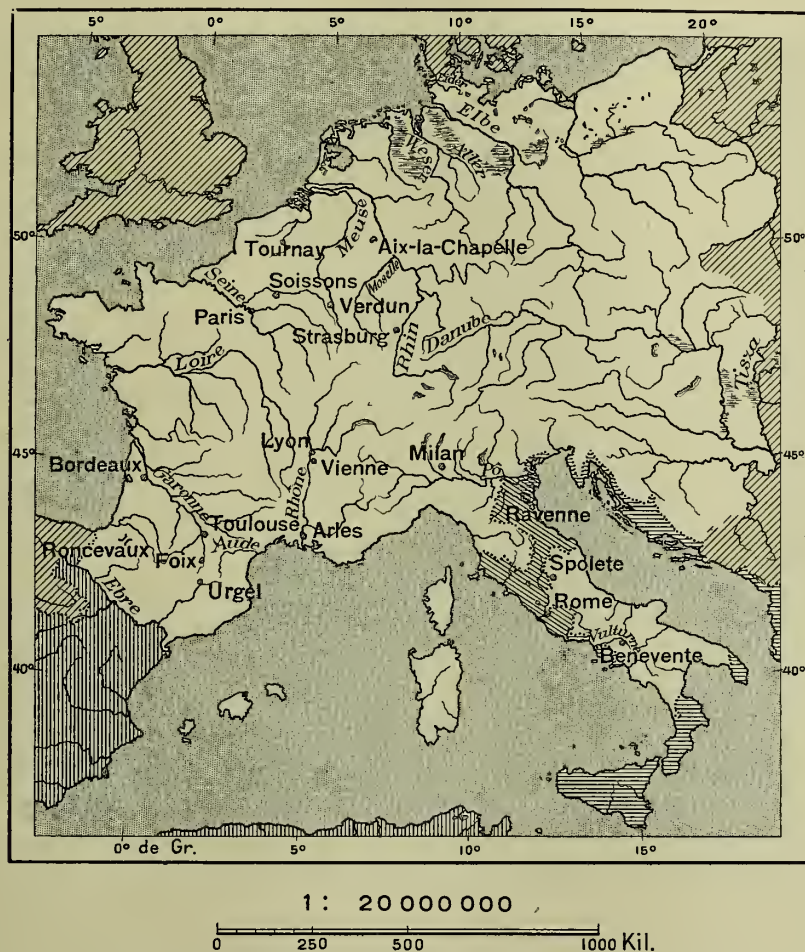 5° 0° 5° 10° 15° 20°
Elbe
Weser
Aller
50° 50°
Meuse
Tournay
Aix-la-Chapelle
Moselle
Seine
Soissons
Verdun
Paris
Strasburg
Rhin
Danube
Tisza
Loire
45° 45°
Lyon
Vienne
Milan
Po
Bordeaux
Garonne
Rhône
Ravenne
Toulouse
Arles
Aude
Roncevaux
Foix
Spolete
Ebre
Urgel
Rome
Vulturne
40° 40°
Benevente
0° de Gr. 5° 10° 15°
1: 20 000 000
0 250 500 1000 Kil.